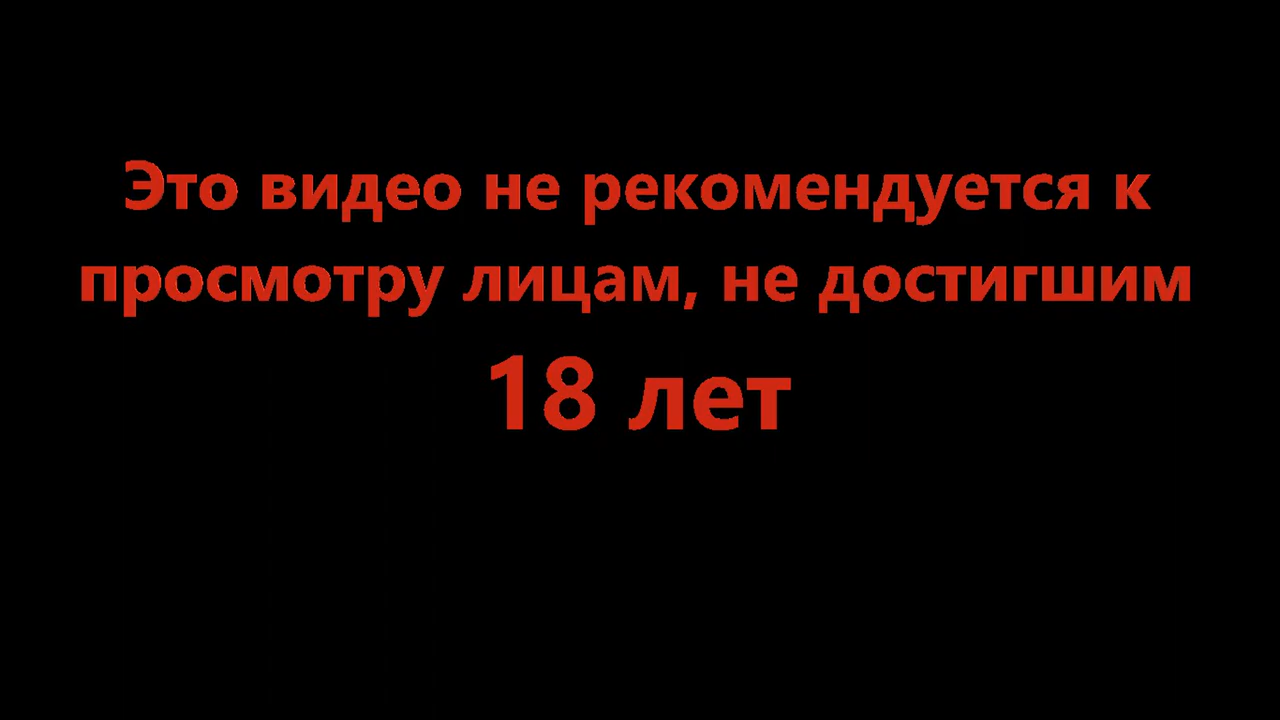 Это видео не рекомендуется к
просмотру лицам, не достигшим
18 лет